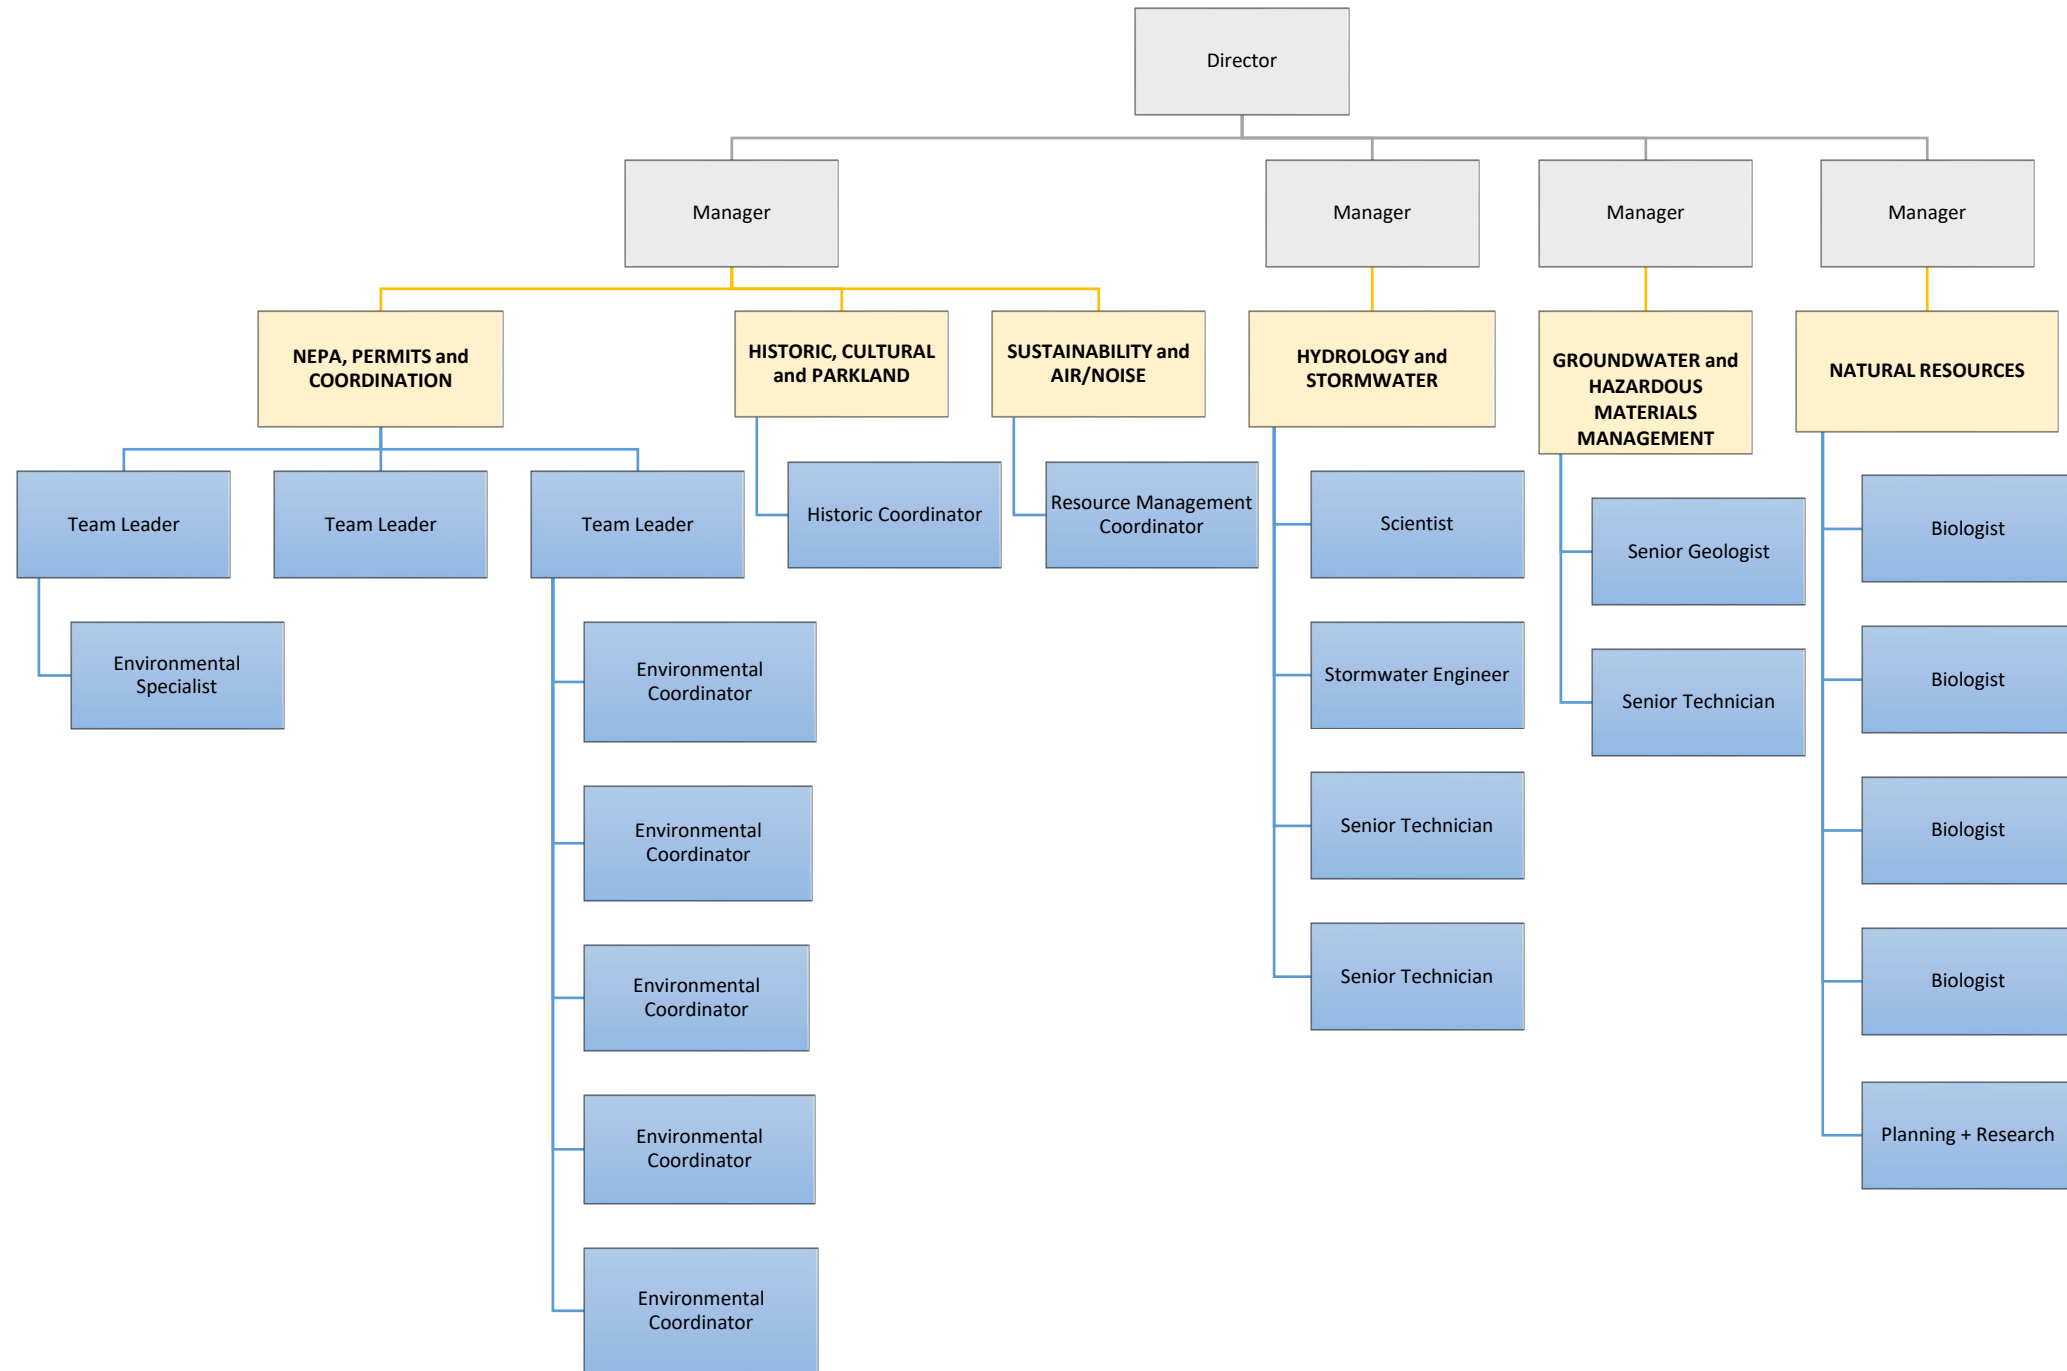 Director
Manager
Manager
Manager
Manager
NEPA, PERMITS and
COORDINATION
HISTORIC, CULTURAL
and PARKLAND
SUSTAINABILITY and
AIR/NOISE
HYDROLOGY and
STORMWATER
GROUNDWATER and
HAZARDOUS
MATERIALS
MANAGEMENT
NATURAL RESOURCES
Team Leader
Team Leader
Team Leader
Historic Coordinator
Resource Management
Coordinator
Scientist
Senior Geologist
Biologist
Environmental
Specialist
Environmental
Coordinator
Stormwater Engineer
Senior Technician
Biologist
Environmental
Coordinator
Senior Technician
Biologist
Environmental
Coordinator
Senior Technician
Biologist
Environmental
Coordinator
Planning + Research
Environmental
Coordinator